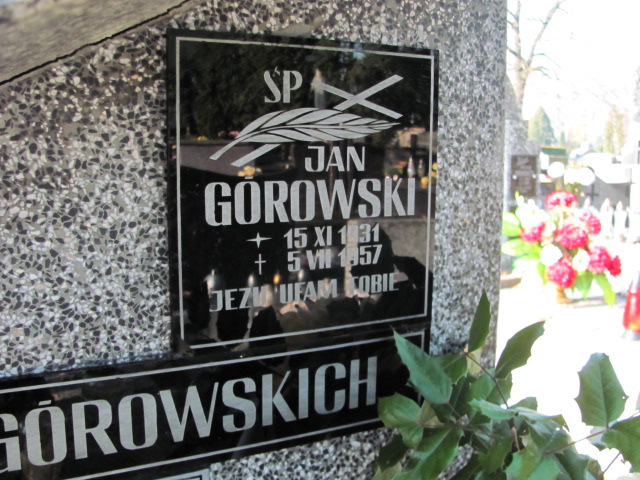 ŚP
JAN
GÓROWSKI
15 XI 1931
5 VII 1957
JEZU UFAM TOBIE
GÓROWSKICH